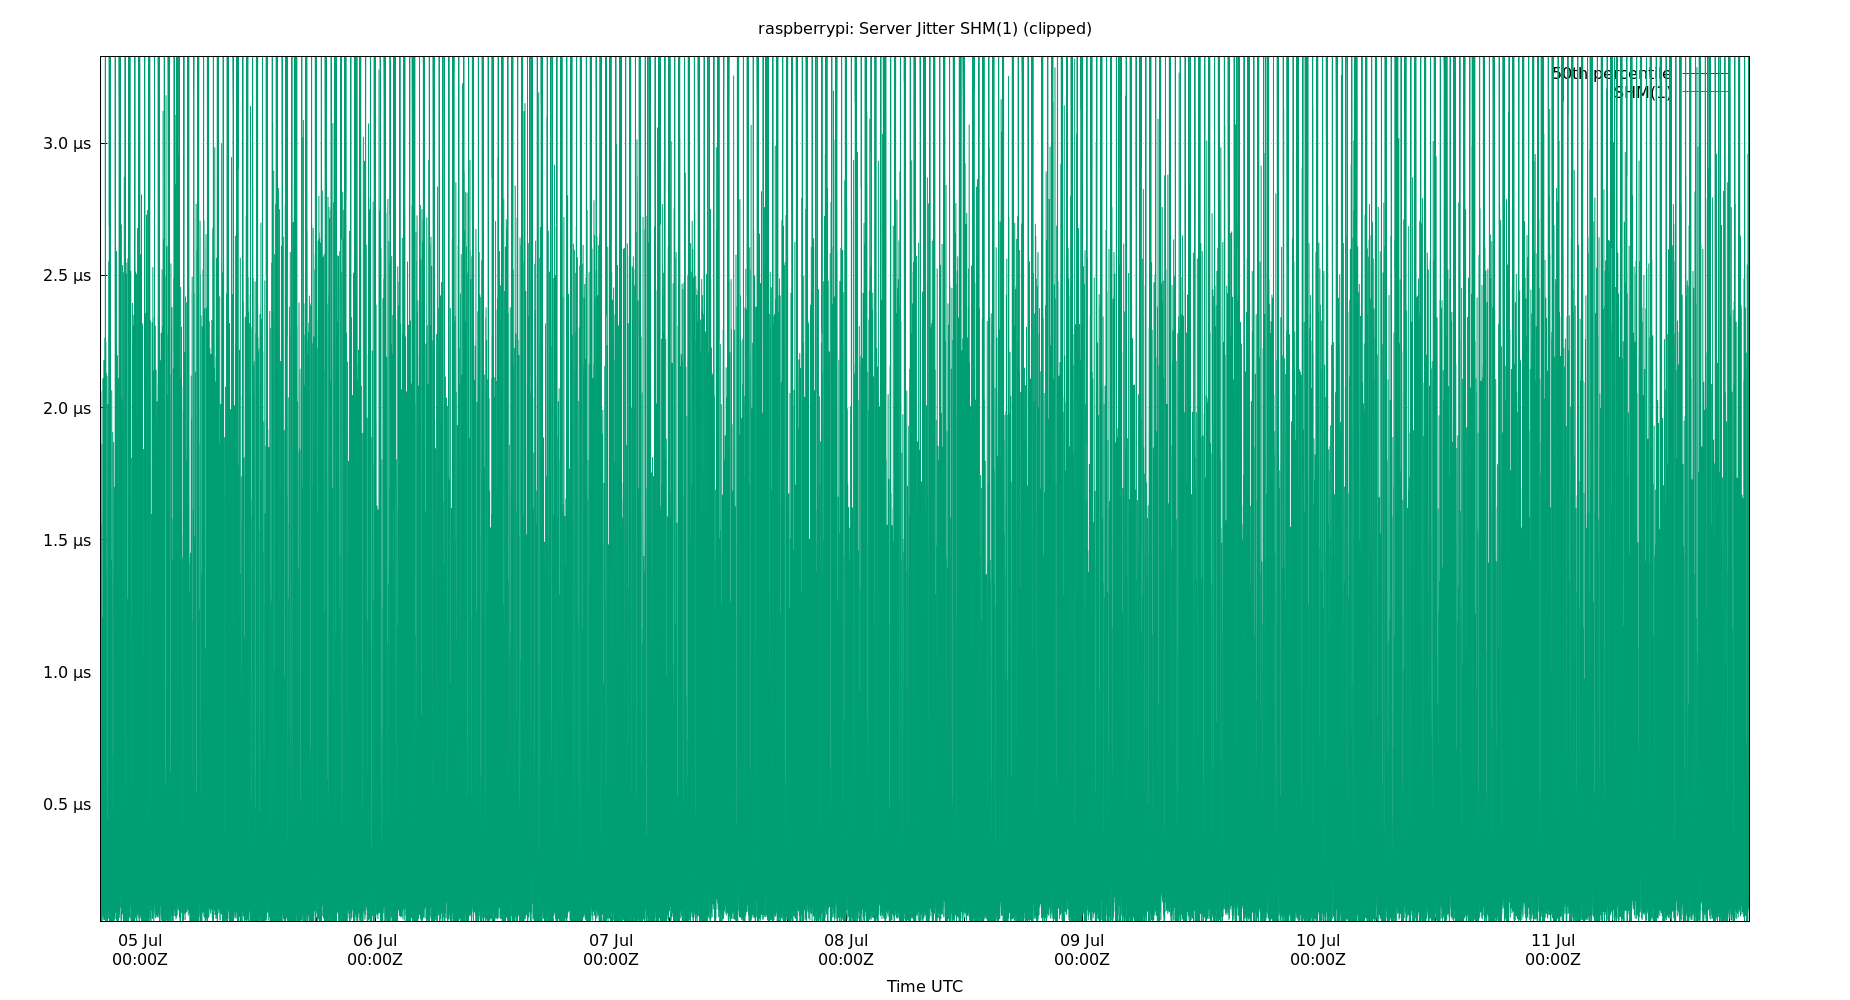 raspberrypi: Server Jitter SHM(1) (clipped)
50th percentile
SHM(1)
3.0 μs
2.5 μs
2.0 μs
1.5 μs
1.0 μs
0.5 μs
05 Jul 06 Jul 07 Jul 08 Jul 09 Jul 10 Jul 11 Jul
00:00Z 00:00Z 00:00Z 00:00Z 00:00Z 00:00Z 00:00Z
Time UTC